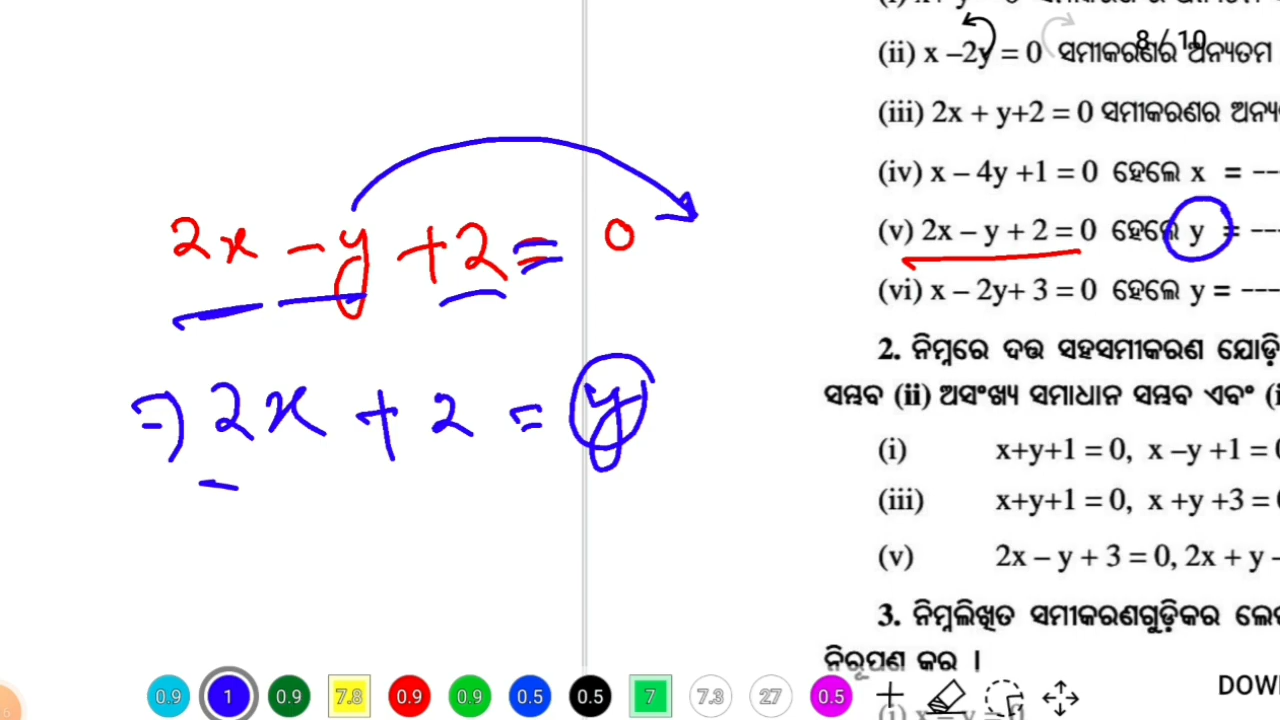 2x – y + 2 = 0
⇒ 2x + 2 = y
8 / 10
(ii) x –2y = 0 ସମୀକରଣର ଅନ୍ୟତମ
(iii) 2x + y+2 = 0 ସମୀକରଣର
(iv) x – 4y +1 = 0 ହେଲେ x = --
(v) 2x – y + 2 = 0 ହେଲେ y = --
(vi) x – 2y+ 3 = 0 ହେଲେ y = ----
2. ନିମ୍ନରେ ଦତ୍ତ ସହସମୀକରଣ ଯୋଡ଼ି
ସମ୍ଭବ (ii) ଅସଂଖ୍ୟ ସମାଧାନ ସମ୍ଭବ ଏବଂ
(i) x+y+1 = 0, x –y +1 =
(iii) x+y+1 = 0, x +y +3 =
(v) 2x – y + 3 = 0, 2x + y –
3. ନିମ୍ନଲିଖିତ ସମୀକରଣଗୁଡ଼ିକର
ନିରୂପଣ କର ।
0.9 1 0.9 7.8 0.9 0.9 0.5 0.5 7 7.3 27 0.5